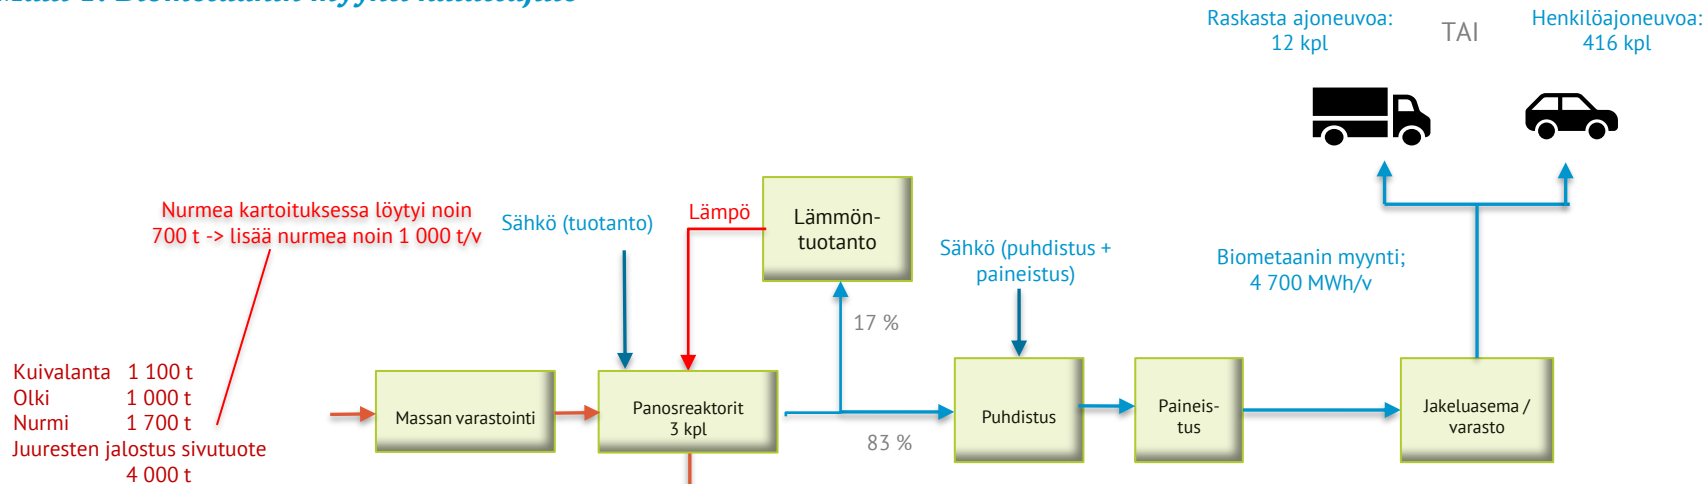 Raskasta ajoneuvoa:
12 kpl
TAI
Henkilöajoneuvoa:
416 kpl
Nurmea kartoituksessa löytyi noin
700 t -> lisää nurmea noin 1 000 t/v
Sähkö (tuotanto)
Lämpö
Lämmön-
tuotanto
Sähkö (puhdistus +
paineistus)
Biometaanin myynti;
4 700 MWh/v
17 %
Kuivalanta 1 100 t
Olki 1 000 t
Nurmi 1 700 t
Juuresten jalostus sivutuote
4 000 t
Massan varastointi
Panosreaktorit
3 kpl
83 %
Puhdistus
Paineis-
tus
Jakeluasema /
varasto